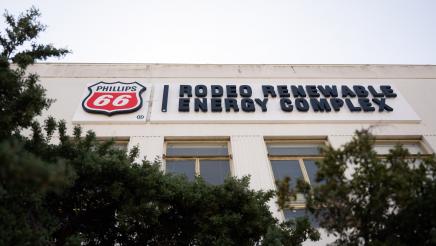 PHILLIPS
66
RODEO RENEWABLE
ENERGY COMPLEX